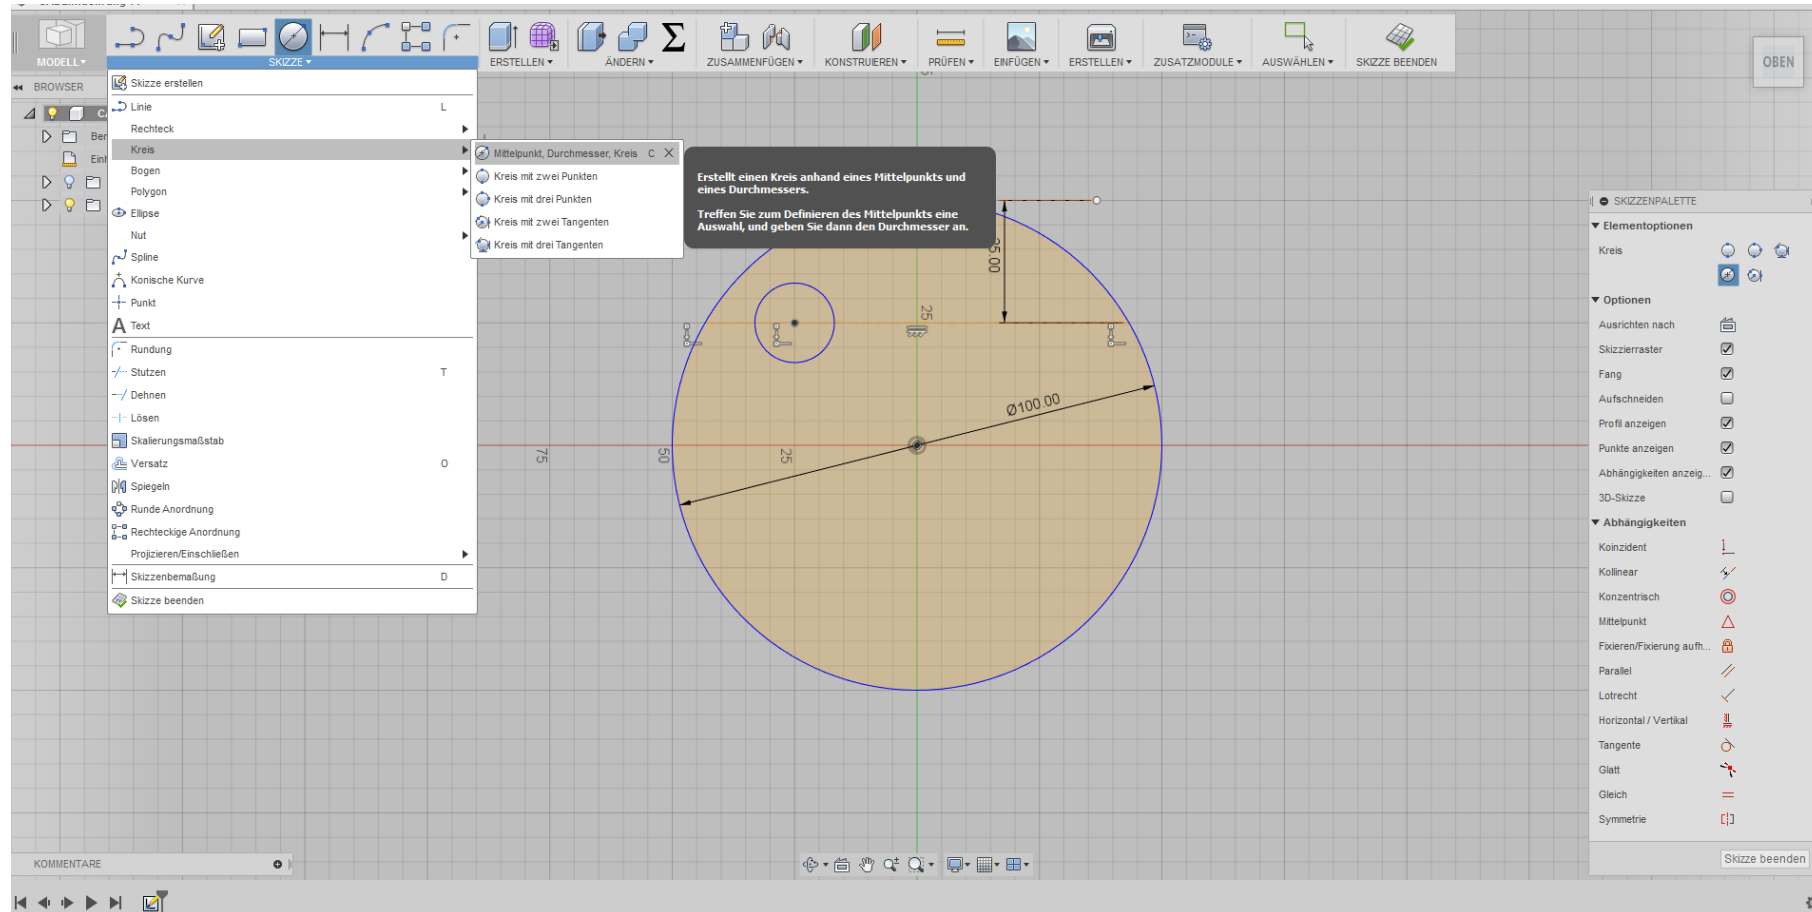 MODELL
SKIZZE
ERSTELLEN
ÄNDERN
ZUSAMMENFÜGEN
KONSTRUIEREN
PRÜFEN
EINFÜGEN
ERSTELLEN
ZUSATZMODULE
AUSWÄHLEN
SKIZZE BEENDEN
OBEN
BROWSER
Skizze erstellen
Linie L
Rechteck
Kreis
Bogen
Polygon
Ellipse
Nut
Spline
Konische Kurve
Punkt
Text
Rundung
Stutzen T
Dehnen
Lösen
Skalierungsmaßstab
Versatz O
Spiegeln
Runde Anordnung
Rechteckige Anordnung
Projizieren/Einschließen
Skizzenbemaßung D
Skizze beenden
Mittelpunkt, Durchmesser, Kreis C
Kreis mit zwei Punkten
Kreis mit drei Punkten
Kreis mit zwei Tangenten
Kreis mit drei Tangenten
Erstellt einen Kreis anhand eines Mittelpunkts und
eines Durchmessers.
Treffen Sie zum Definieren des Mittelpunkts eine
Auswahl, und geben Sie dann den Durchmesser an.
25
Ø100.00
75
50
25
SKIZZENPALETTE
Elementoptionen
Kreis
Optionen
Ausrichten nach
Skizzierraster
Fang
Aufschneiden
Profil anzeigen
Punkte anzeigen
Abhängigkeiten anzeig...
3D-Skizze
Abhängigkeiten
Koinzident
Kollinear
Konzentrisch
Mittelpunkt
Fixieren/Fixierung aufh...
Parallel
Lotrecht
Horizontal / Vertikal
Tangente
Glatt
Gleich
Symmetrie
Skizze beenden
KOMMENTARE